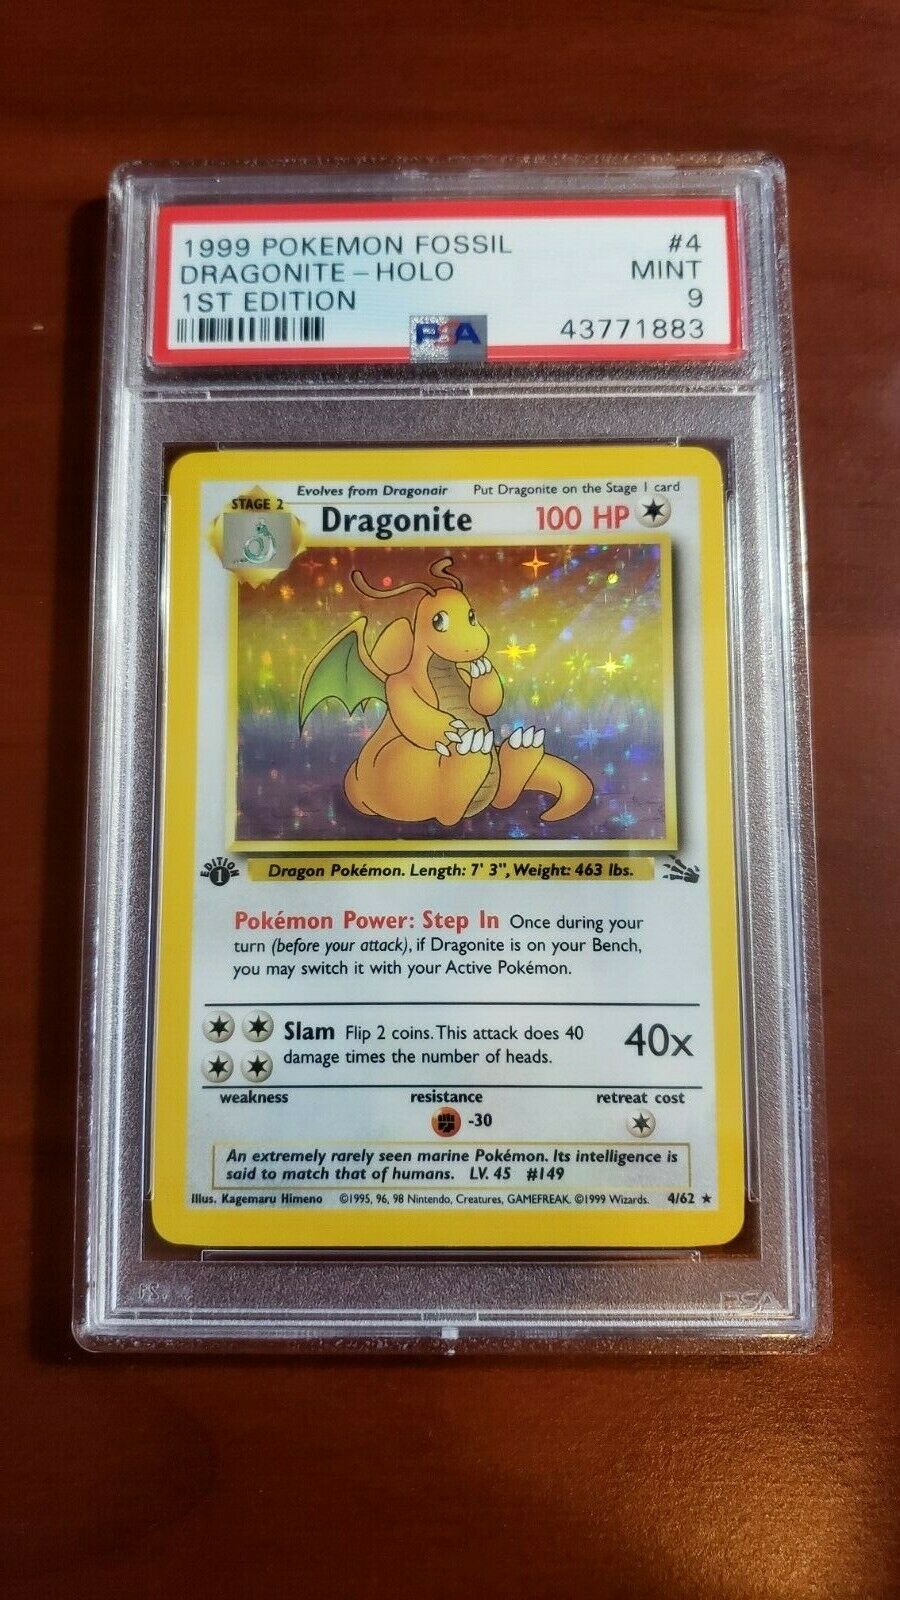 1999 POKEMON FOSSIL #4
DRAGONITE - HOLO MINT
1ST EDITION 9
PSA 43771883
Evolves from Dragonair Put Dragonite on the Stage 1 card
STAGE 2
Dragonite 100 HP
EDITION
1
Dragon Pokémon. Length: 7' 3", Weight: 463 lbs.
Pokémon Power: Step In Once during your
turn (before your attack), if Dragonite is on your Bench,
you may switch it with your Active Pokémon.
Slam Flip 2 coins. This attack does 40
damage times the number of heads.
40x
weakness resistance retreat cost
-30
An extremely rarely seen marine Pokémon. Its intelligence is
said to match that of humans. LV. 45 #149
Illus. Kagemaru Himeno ©1995, 96, 98 Nintendo, Creatures, GAMEFREAK. ©1999 Wizards. 4/62 ★
PSA